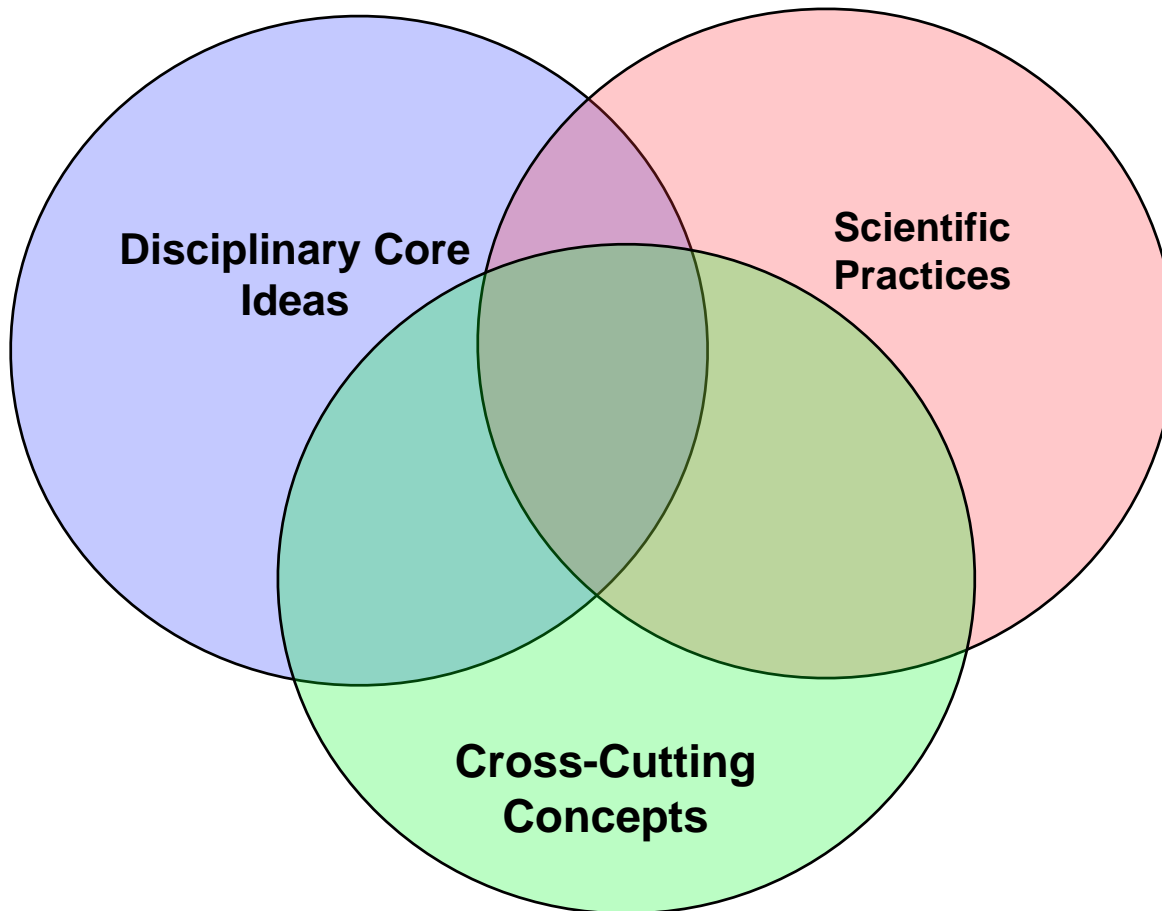 Disciplinary Core
Ideas
Scientific
Practices
Cross-Cutting
Concepts